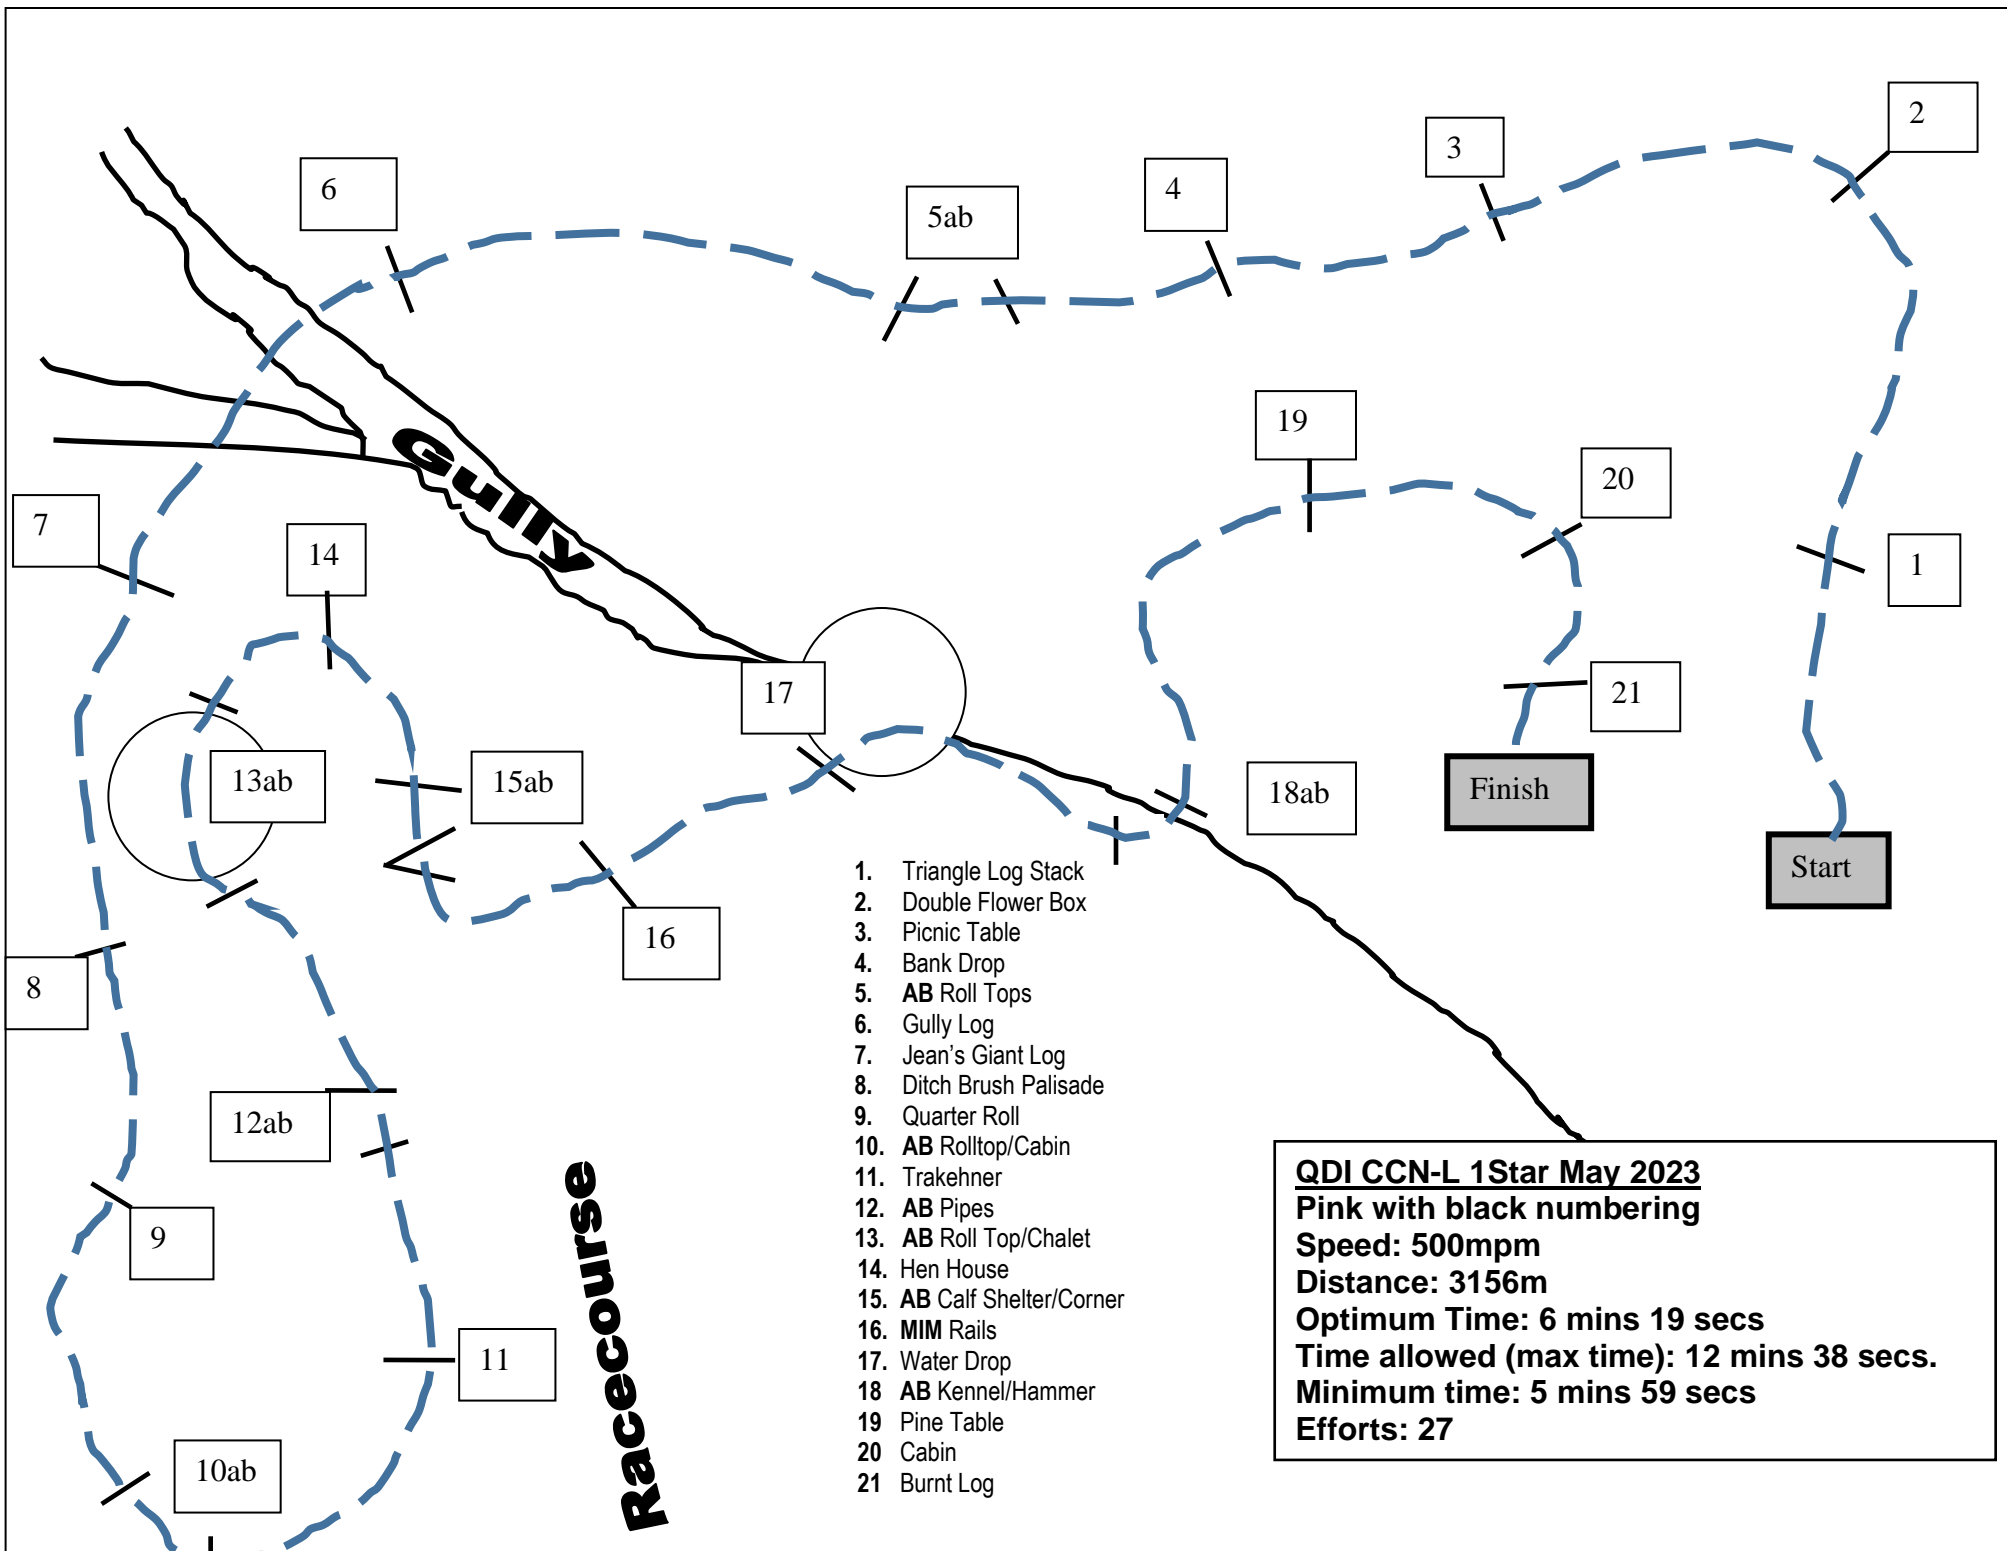 2
3
6
4
5ab
19
20
7
14
1
17
21
13ab
15ab
18ab
Finish
Start
16
8
12ab
9
11
10ab
Gully
Racecourse
1. Triangle Log Stack
2. Double Flower Box
3. Picnic Table
4. Bank Drop
5. AB Roll Tops
6. Gully Log
7. Jean's Giant Log
8. Ditch Brush Palisade
9. Quarter Roll
10. AB Rolltop/Cabin
11. Trakehner
12. AB Pipes
13. AB Roll Top/Chalet
14. Hen House
15. AB Calf Shelter/Corner
16. MIM Rails
17. Water Drop
18 AB Kennel/Hammer
19 Pine Table
20 Cabin
21 Burnt Log
QDI CCN-L 1Star May 2023
Pink with black numbering
Speed: 500mpm
Distance: 3156m
Optimum Time: 6 mins 19 secs
Time allowed (max time): 12 mins 38 secs.
Minimum time: 5 mins 59 secs
Efforts: 27